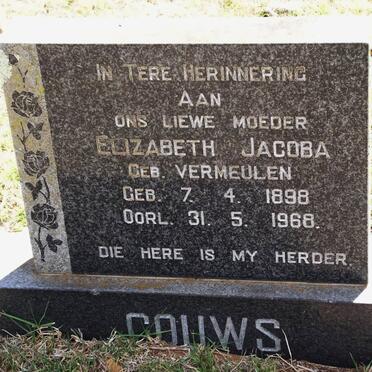 IN TERE HERINNERING
AAN
ONS LIEWE MOEDER
ELIZABETH JACOBA
GEB. VERMEULEN
GEB. 7. 4. 1898
OORL. 31. 5. 1968.
DIE HERE IS MY HERDER.
GOUWS